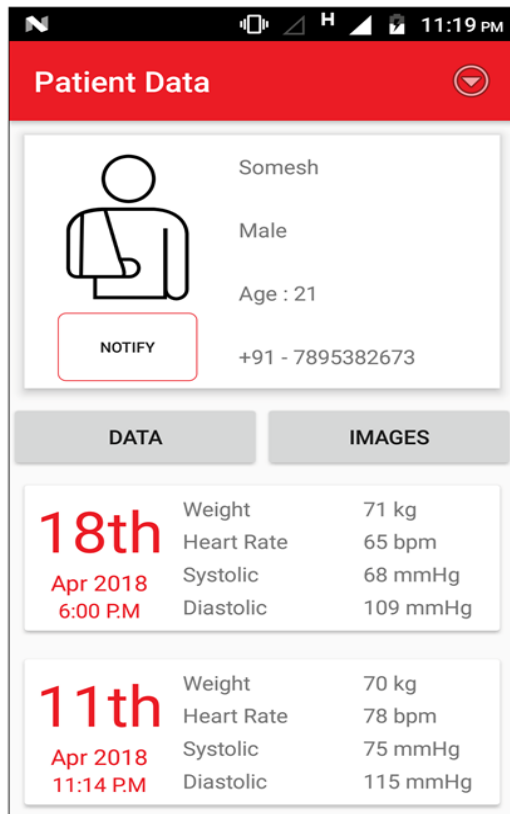 H 11:19 PM
Patient Data
Somesh
Male
Age : 21
+91 - 7895382673
NOTIFY
DATA IMAGES
18th
Apr 2018
6:00 P.M
Weight 71 kg
Heart Rate 65 bpm
Systolic 68 mmHg
Diastolic 109 mmHg
11th
Apr 2018
11:14 P.M
Weight 70 kg
Heart Rate 78 bpm
Systolic 75 mmHg
Diastolic 115 mmHg